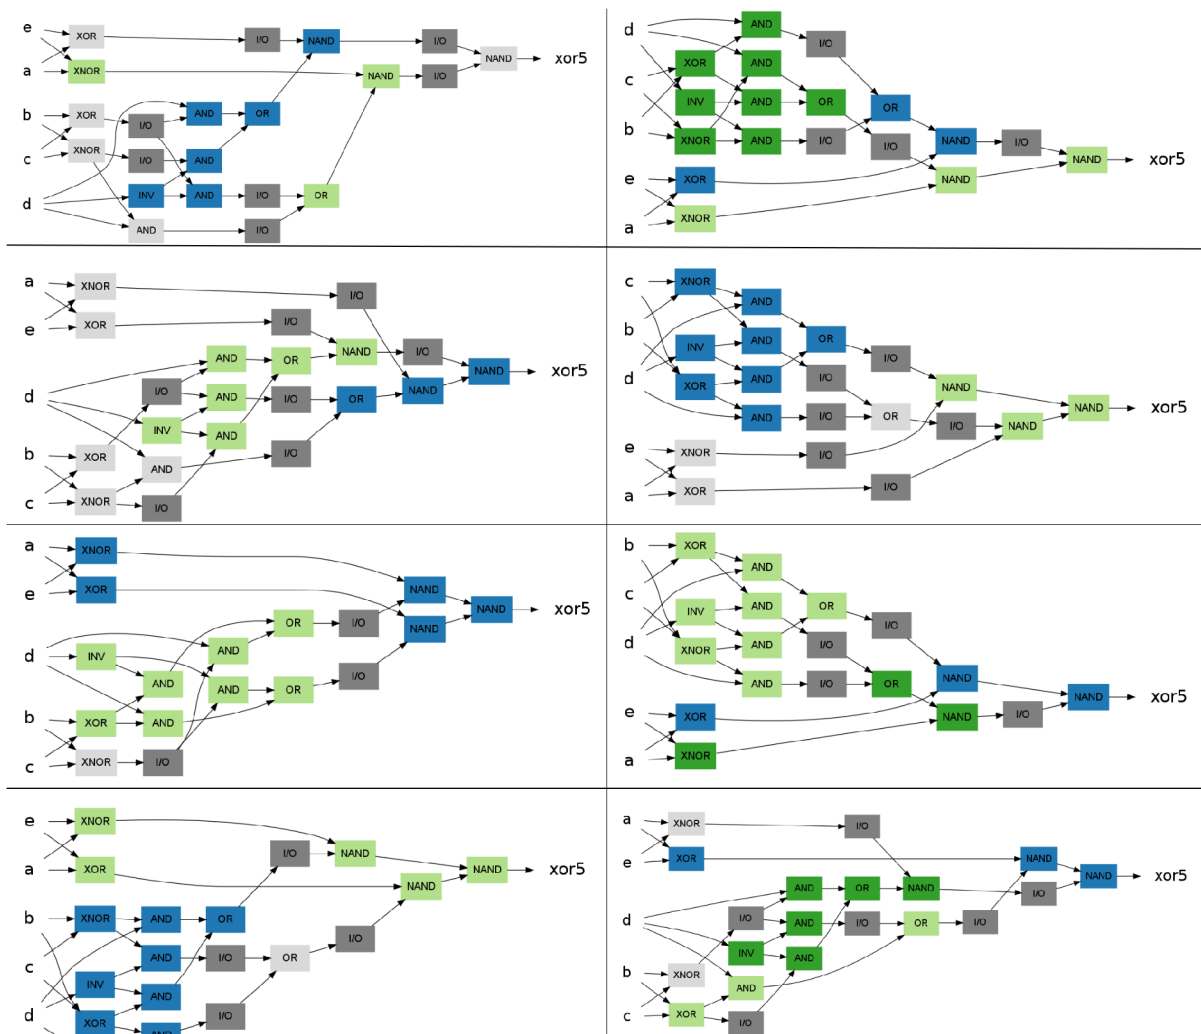 e
XOR
I/O
NAND
I/O
NAND
xor5
a
XNOR
NAND
I/O
b
XOR
I/O
AND
OR
c
XNOR
I/O
AND
d
INV
AND
I/O
OR
AND
I/O
d
AND
I/O
c
XOR
AND
INV
AND
OR
OR
b
XNOR
AND
I/O
I/O
NAND
I/O
NAND
xor5
e
XOR
NAND
a
XNOR
a
XNOR
I/O
e
XOR
I/O
NAND
I/O
NAND
xor5
AND
OR
d
I/O
AND
I/O
OR
NAND
INV
AND
b
XOR
AND
I/O
c
XNOR
I/O
c
XNOR
AND
b
INV
AND
OR
I/O
d
XOR
AND
I/O
NAND
NAND
xor5
AND
I/O
OR
I/O
NAND
e
XNOR
I/O
a
XOR
I/O
a
XNOR
NAND
e
XOR
NAND
NAND
xor5
OR
I/O
d
INV
AND
AND
AND
OR
I/O
b
XOR
AND
c
XNOR
I/O
b
XOR
AND
c
INV
AND
OR
I/O
d
XNOR
AND
I/O
AND
I/O
OR
NAND
NAND
xor5
e
XOR
NAND
I/O
a
XNOR
e
XNOR
I/O
NAND
a
XOR
NAND
NAND
xor5
b
XNOR
AND
OR
I/O
c
AND
I/O
OR
INV
AND
d
XOR
AND
I/O
a
XNOR
I/O
e
XOR
NAND
NAND
xor5
AND
OR
NAND
I/O
d
I/O
AND
I/O
OR
I/O
INV
AND
b
XNOR
AND
c
XOR
I/O